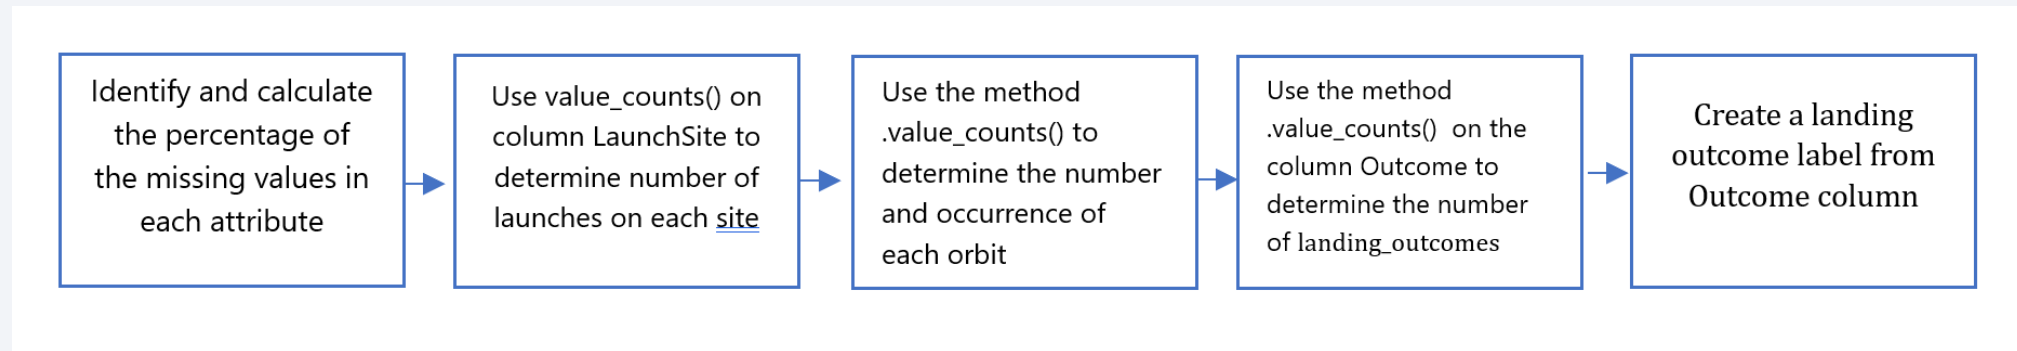 Identify and calculate
the percentage of
the missing values in
each attribute
Use value_counts() on
column LaunchSite to
determine number of
launches on each site
Use the method
.value_counts() to
determine the number
and occurrence of
each orbit
Use the method
.value_counts()  on the
column Outcome to
determine the number
of landing_outcomes
Create a landing
outcome label from
Outcome column